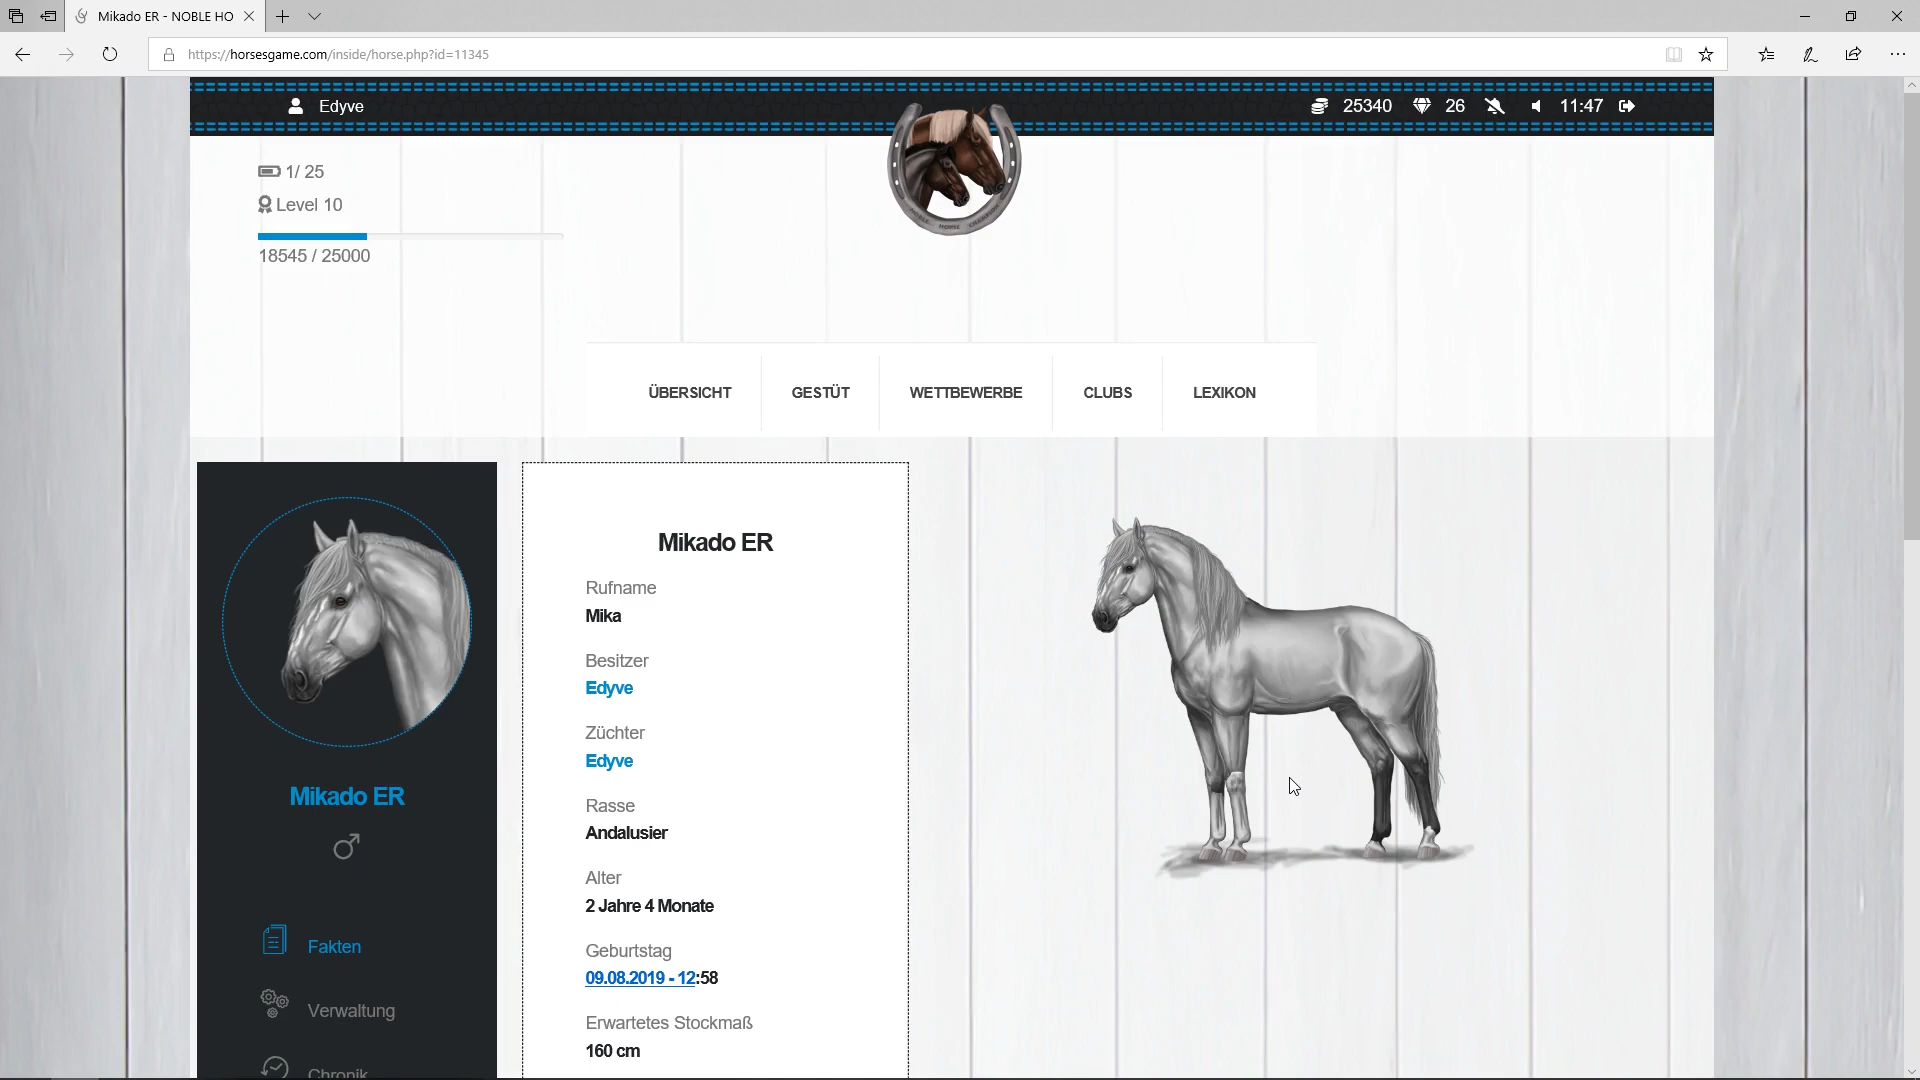 Mikado ER - NOBLE HO
https://horsesgame.com/inside/horse.php?id=11345
Edyve
25340
26
11:47
1/ 25
Level 10
18545 / 25000
HORSE
ÜBERSICHT
GESTÜT
WETTBEWERBE
CLUBS
LEXIKON
Mikado ER
Fakten
Verwaltung
Chronik
Mikado ER
Rufname
Mika
Besitzer
Edyve
Züchter
Edyve
Rasse
Andalusier
Alter
2 Jahre 4 Monate
Geburtstag
09.08.2019 - 12:58
Erwartetes Stockmaß
160 cm